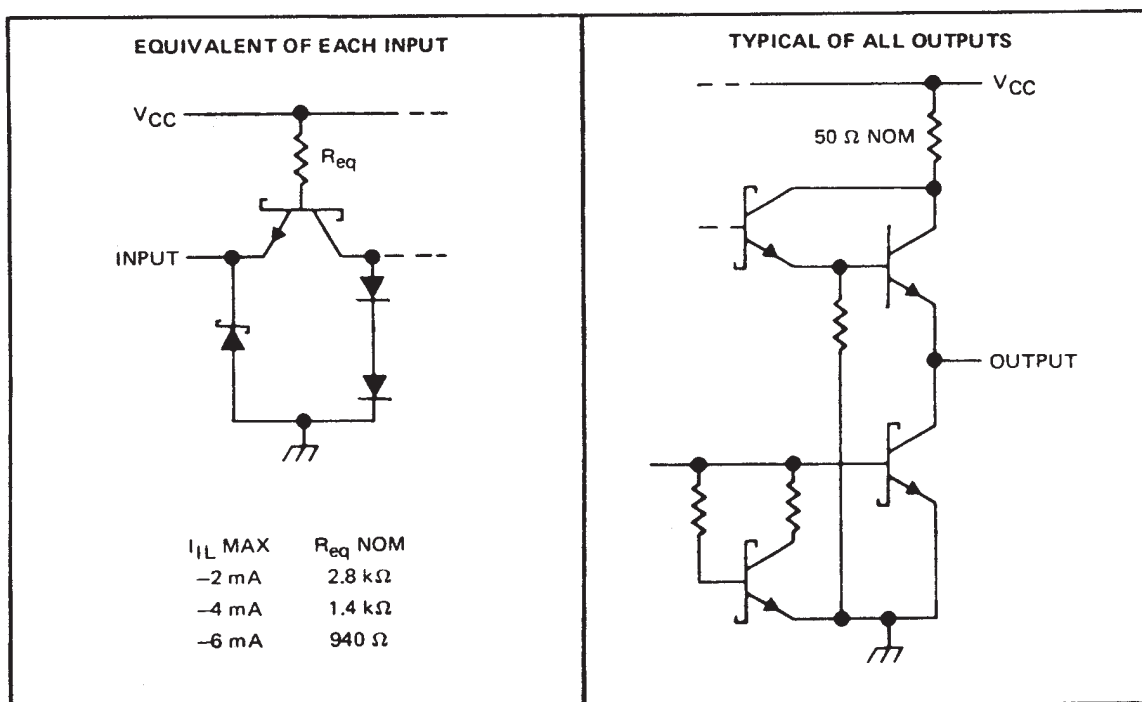 EQUIVALENT OF EACH INPUT
VCC
Req
INPUT
IIL MAX Req NOM
–2 mA 2.8 kΩ
–4 mA 1.4 kΩ
–6 mA 940 Ω
TYPICAL OF ALL OUTPUTS
VCC
50 Ω NOM
OUTPUT